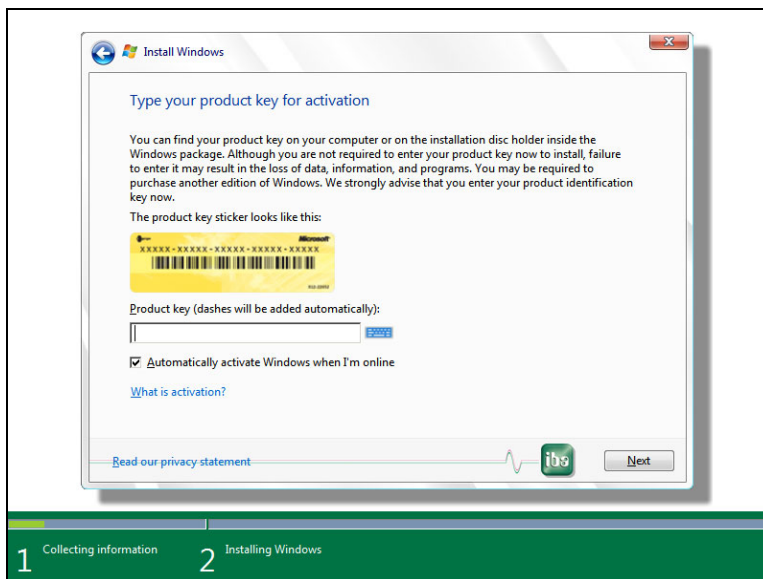 Install Windows
Type your product key for activation
You can find your product key on your computer or on the installation disc holder inside the
Windows package. Although you are not required to enter your product key now to install, failure
to enter it may result in the loss of data, information, and programs. You may be required to
purchase another edition of Windows. We strongly advise that you enter your product identification
key now.
The product key sticker looks like this:
Microsoft
XXXXX-XXXXX-XXXXX-XXXXX-XXXXX
Product key (dashes will be added automatically):
Automatically activate Windows when I'm online
What is activation?
Read our privacy statement
iba
Next
1 Collecting information
2 Installing Windows